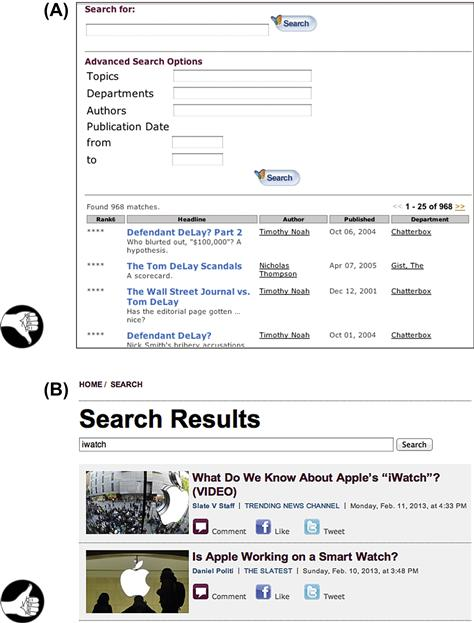 (A)
Search for:
Search
Advanced Search Options
Topics
Departments
Authors
Publication Date
from
to
Search
Found 968 matches.
<< 1 - 25 of 968 >>
Rank6 Headline Author Published Department
**** Defendant DeLay? Part 2 Timothy Noah Oct 06, 2004 Chatterbox
Who blurted out, "$100,000"? A
hypothesis.
**** The Tom DeLay Scandals Nicholas Thompson Apr 07, 2005 Gist, The
A scorecard.
**** The Wall Street Journal vs. Timothy Noah Dec 12, 2001 Chatterbox
Tom DeLay
Has the editorial page gotten ...
nice?
**** Defendant DeLay? Timothy Noah Oct 01, 2004 Chatterbox
Nick Smith's bribery accusations
(B)
HOME / SEARCH
Search Results
iwatch Search
What Do We Know About Apple's “iWatch”?
(VIDEO)
Slate V Staff | TRENDING NEWS CHANNEL | Monday, Feb. 11, 2013, at 4:33 PM
Comment f Like t Tweet
Is Apple Working on a Smart Watch?
Daniel Politi | THE SLATEST | Sunday, Feb. 10, 2013, at 3:48 PM
Comment f Like t Tweet